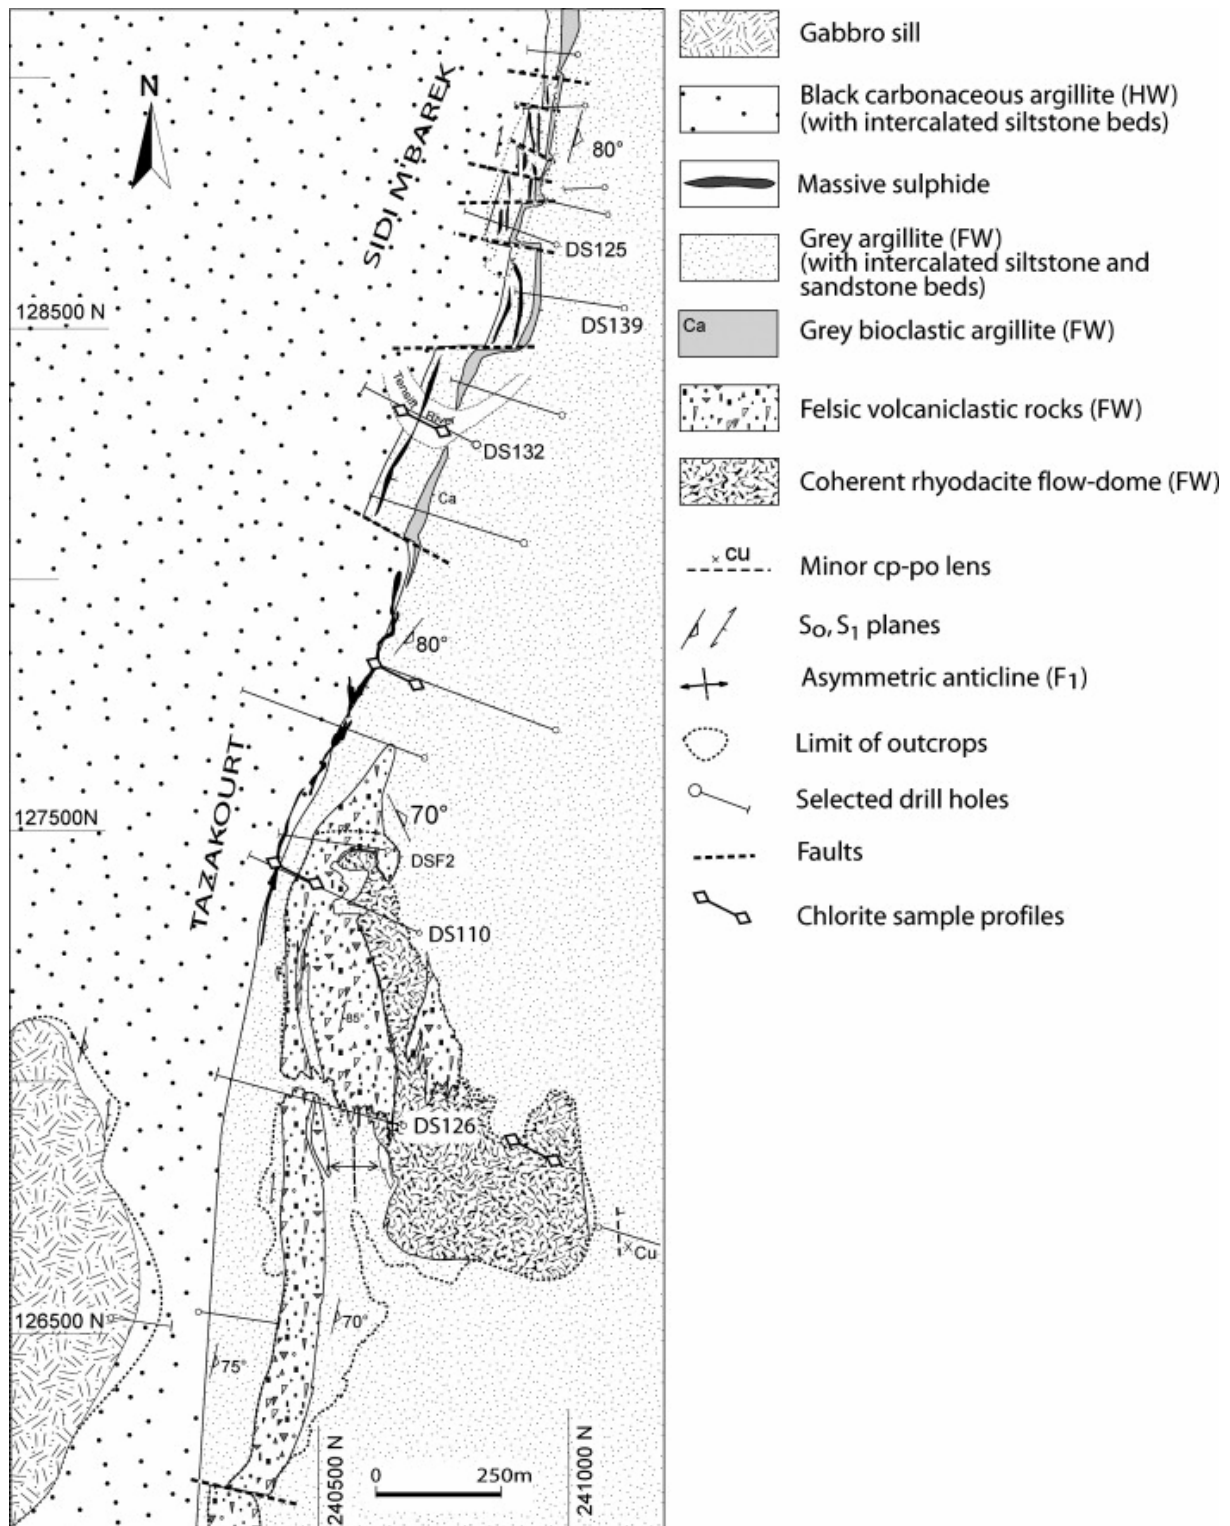 N
SIDI M'BAREK
80°
DS125
128500 N
DS139
Tensift River
DS132
Ca
80°
TAZAKOURT
127500N
70°
DSF2
DS110
85°
DS126
Cu
126500 N
70°
75°
240500 N
241000 N
0 250m
Gabbro sill
Black carbonaceous argillite (HW)
(with intercalated siltstone beds)
Massive sulphide
Grey argillite (FW)
(with intercalated siltstone and
sandstone beds)
Ca
Grey bioclastic argillite (FW)
Felsic volcaniclastic rocks (FW)
Coherent rhyodacite flow-dome (FW)
x cu
Minor cp-po lens
So, S1 planes
Asymmetric anticline (F1)
Limit of outcrops
Selected drill holes
Faults
Chlorite sample profiles